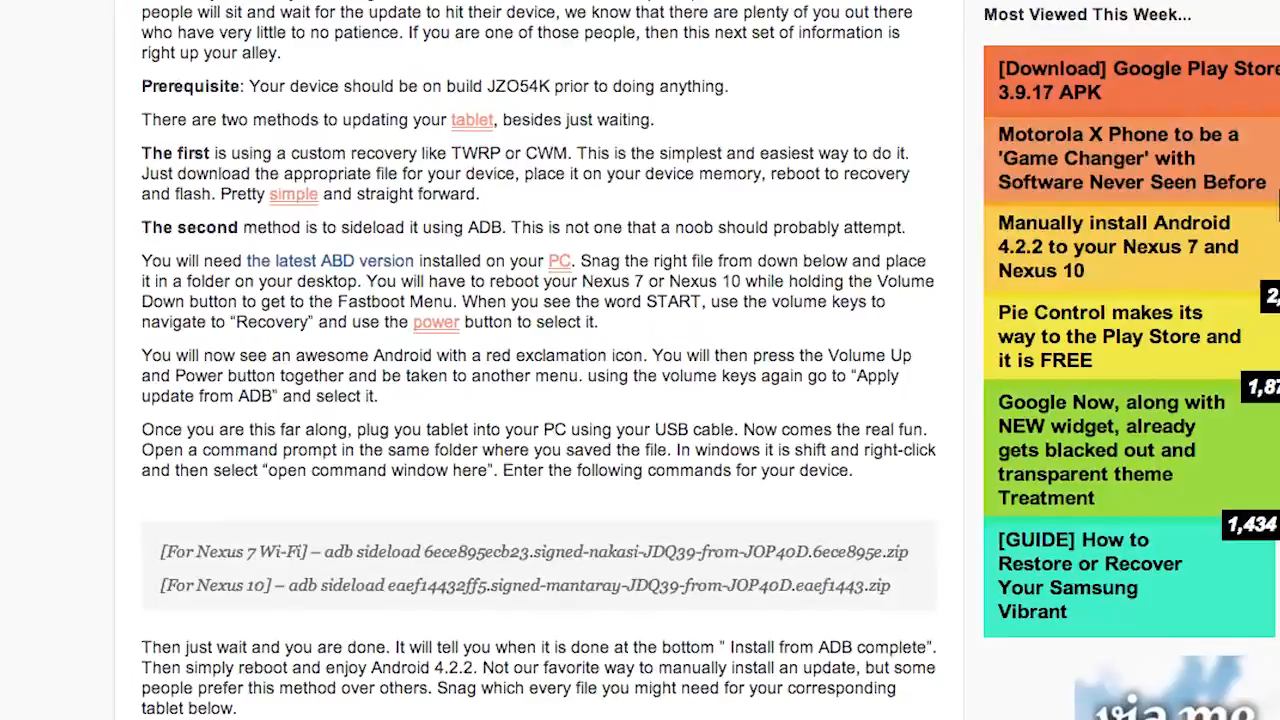 people will sit and wait for the update to hit their device, we know that there are plenty of you out there
who have very little to no patience. If you are one of those people, then this next set of information is
right up your alley.
Prerequisite: Your device should be on build JZO54K prior to doing anything.
There are two methods to updating your tablet, besides just waiting.
The first is using a custom recovery like TWRP or CWM. This is the simplest and easiest way to do it.
Just download the appropriate file for your device, place it on your device memory, reboot to recovery
and flash. Pretty simple and straight forward.
The second method is to sideload it using ADB. This is not one that a noob should probably attempt.
You will need the latest ABD version installed on your PC. Snag the right file from down below and place
it in a folder on your desktop. You will have to reboot your Nexus 7 or Nexus 10 while holding the Volume
Down button to get to the Fastboot Menu. When you see the word START, use the volume keys to
navigate to “Recovery” and use the power button to select it.
You will now see an awesome Android with a red exclamation icon. You will then press the Volume Up
and Power button together and be taken to another menu. using the volume keys again go to “Apply
update from ADB” and select it.
Once you are this far along, plug you tablet into your PC using your USB cable. Now comes the real fun.
Open a command prompt in the same folder where you saved the file. In windows it is shift and right-click
and then select “open command window here”. Enter the following commands for your device.
[For Nexus 7 Wi-Fi] – adb sideload 6ece895ecb23.signed-nakasi-JDQ39-from-JOP40D.6ece895e.zip
[For Nexus 10] – adb sideload eaef14432ff5.signed-mantaray-JDQ39-from-JOP40D.eaef1443.zip
Then just wait and you are done. It will tell you when it is done at the bottom ” Install from ADB complete”.
Then simply reboot and enjoy Android 4.2.2. Not our favorite way to manually install an update, but some
people prefer this method over others. Snag which every file you might need for your corresponding
tablet below.
Most Viewed This Week...
[Download] Google Play Store
3.9.17 APK
Motorola X Phone to be a
'Game Changer' with
Software Never Seen Before
Manually install Android
4.2.2 to your Nexus 7 and
Nexus 10
2,
Pie Control makes its
way to the Play Store and
it is FREE
1,87
Google Now, along with
NEW widget, already
gets blacked out and
transparent theme
Treatment
1,434
[GUIDE] How to
Restore or Recover
Your Samsung
Vibrant
via me